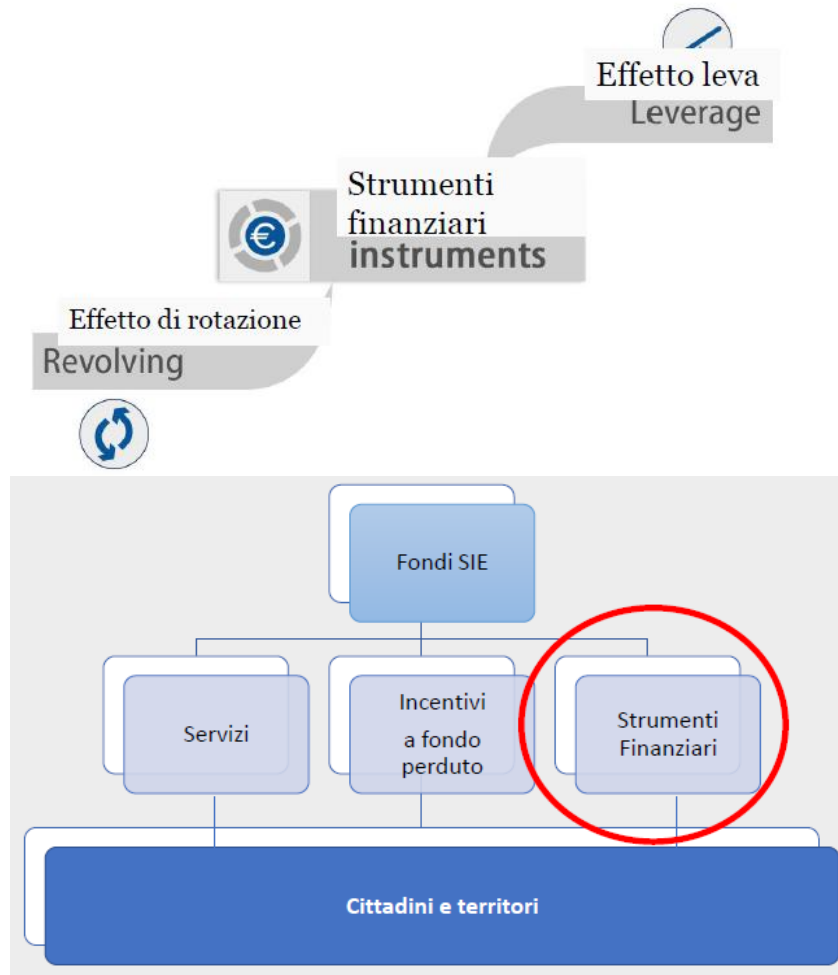 Effetto leva
Leverage
Strumenti
finanziari
€
instruments
Effetto di rotazione
Revolving
Fondi SIE
Servizi
Incentivi
a fondo
perduto
Strumenti
Finanziari
Cittadini e territori